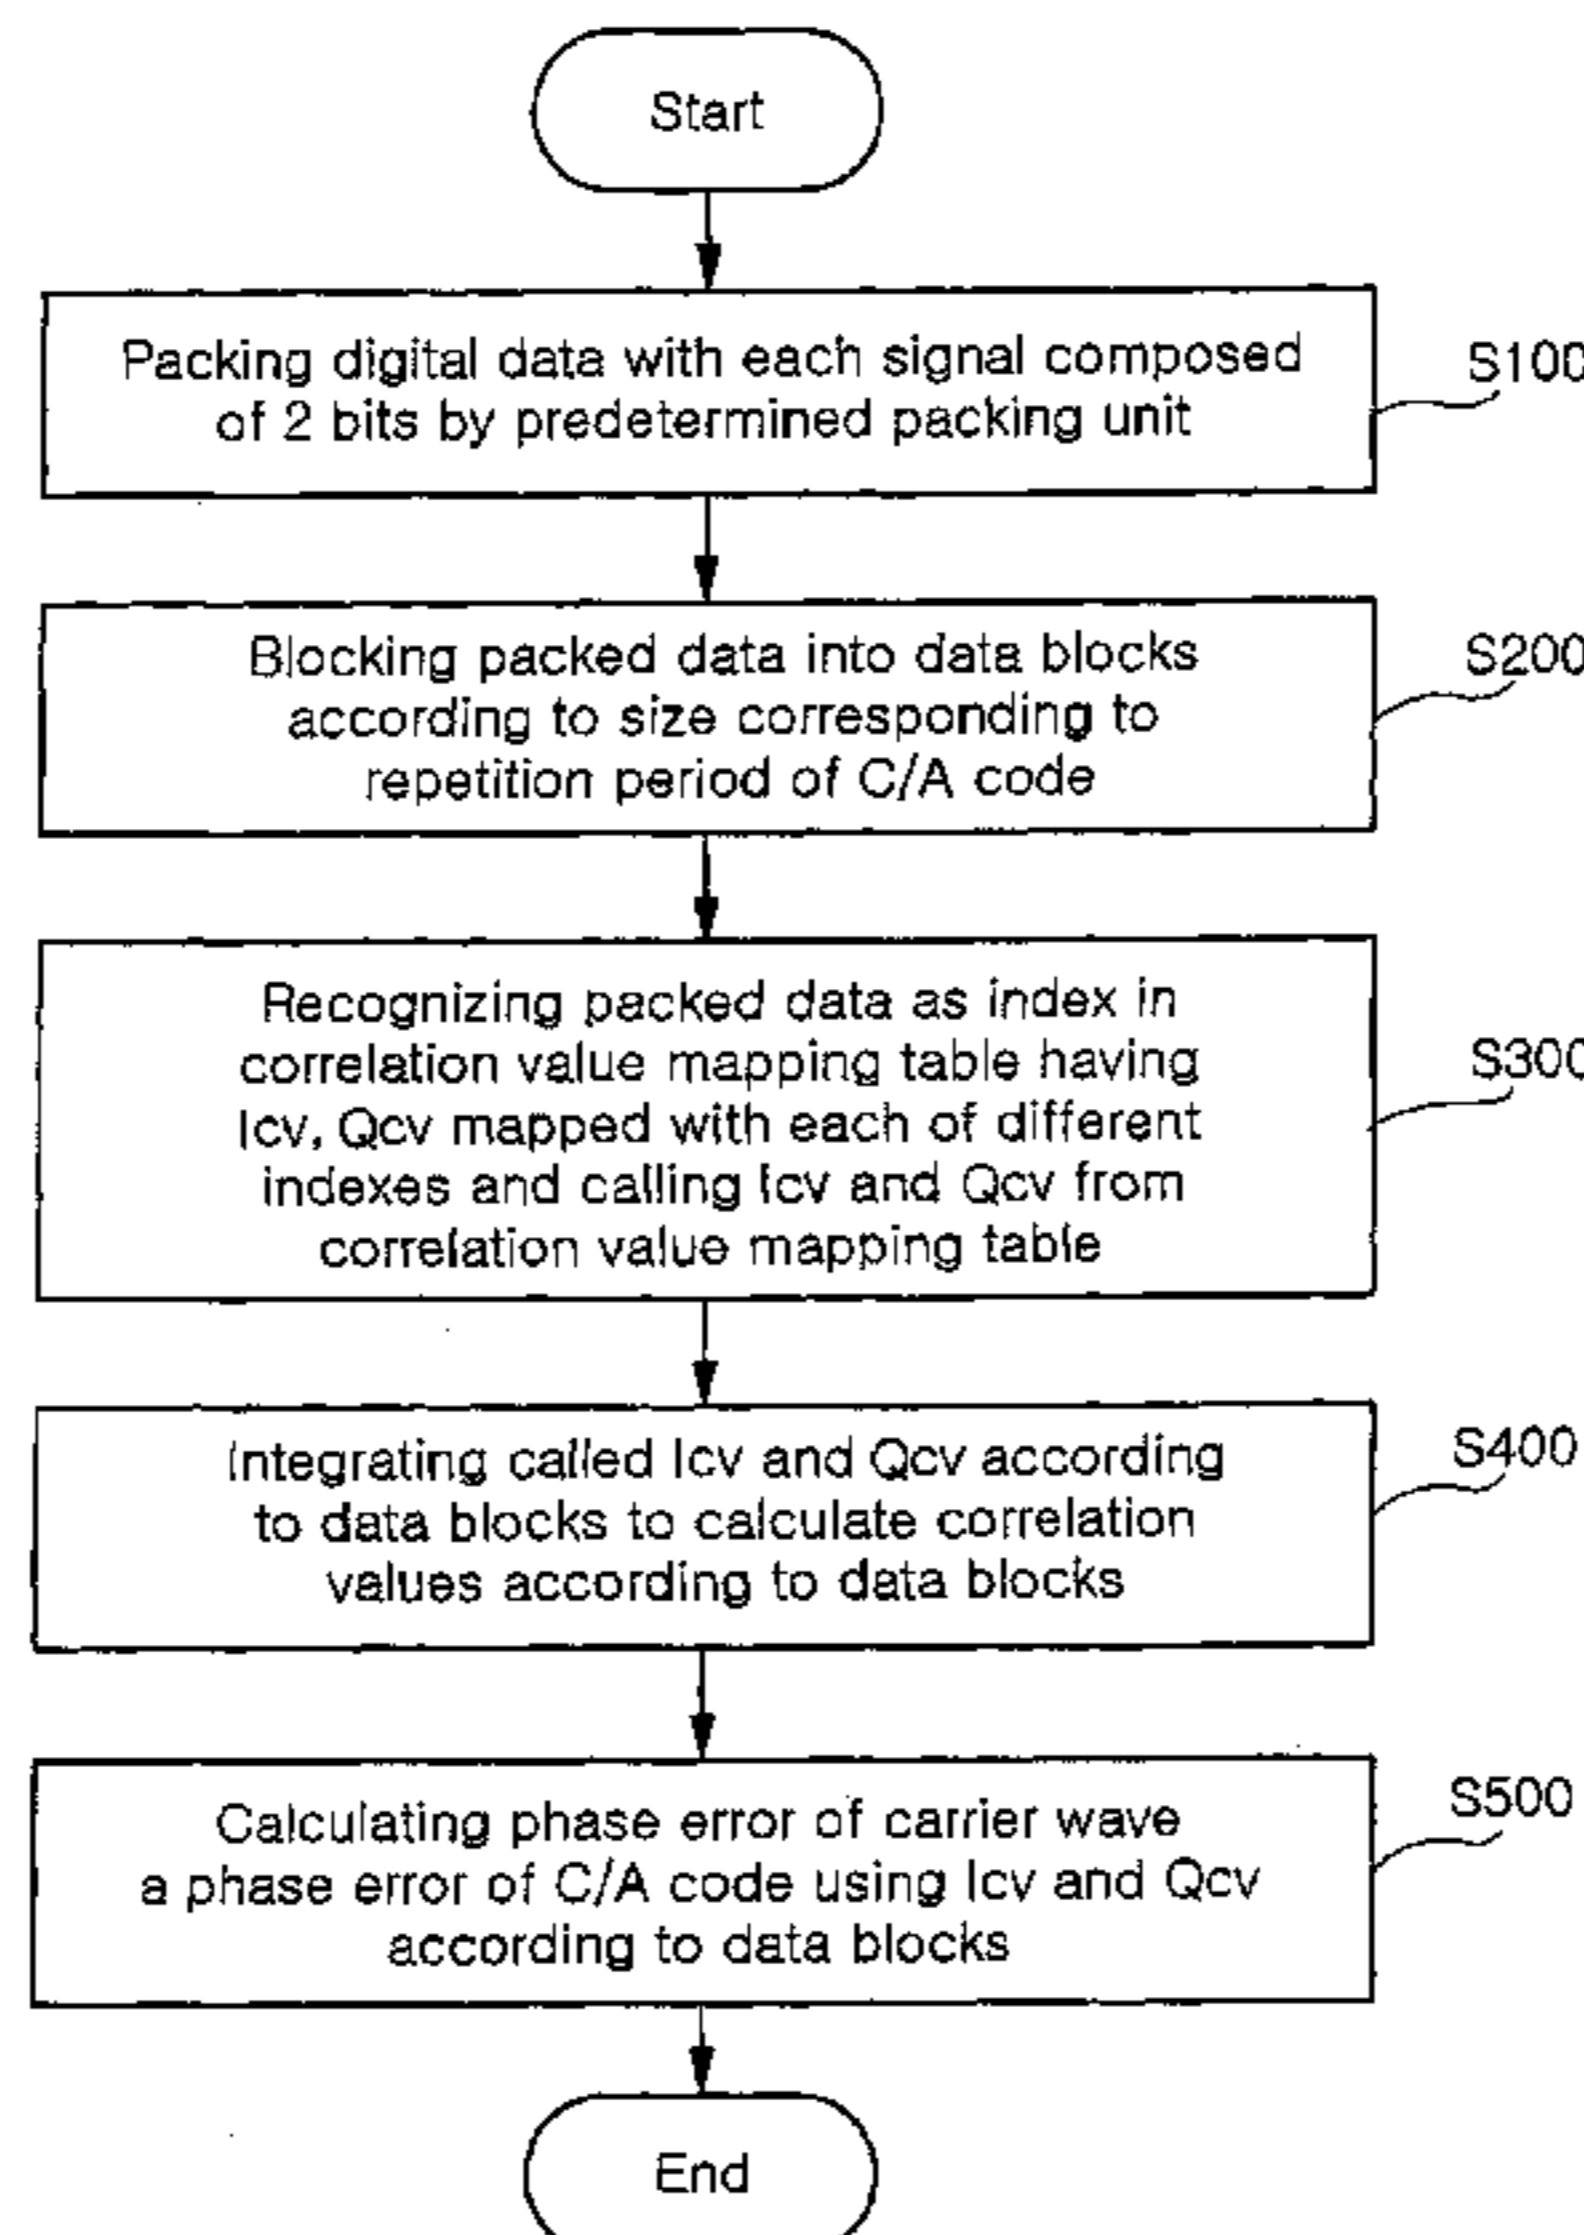 Start
Packing digital data with each signal composed
of 2 bits by predetermined packing unit
S100
Blocking packed data into data blocks
according to size corresponding to
repetition period of C/A code
S200
Recognizing packed data as index in
correlation value mapping table having
Icv, Qcv mapped with each of different
indexes and calling Icv and Qcv from
correlation value mapping table
S300
Integrating called Icv and Qcv according
to data blocks to calculate correlation
values according to data blocks
S400
Calculating phase error of carrier wave
a phase error of C/A code using Icv and Qcv
according to data blocks
S500
End